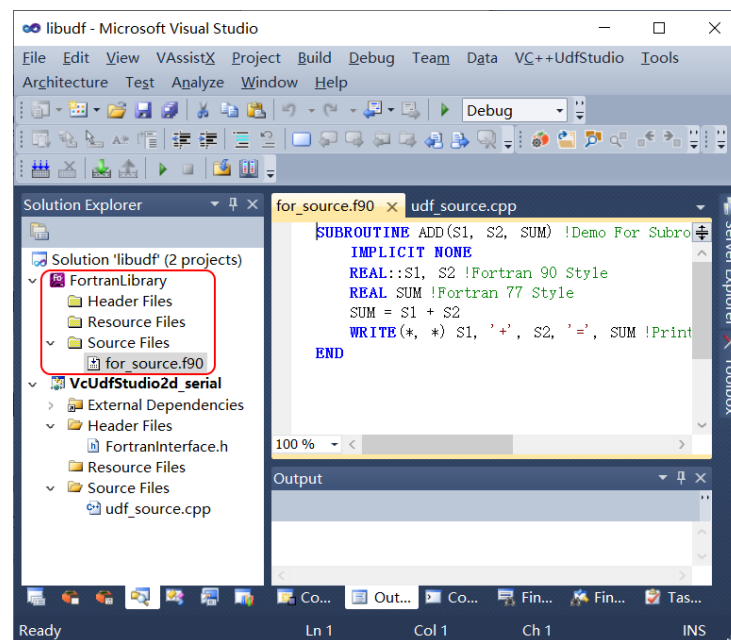 libudf - Microsoft Visual Studio
File Edit View VAssistX Project Build Debug Team Data VC++UdfStudio Tools
Architecture Test Analyze Window Help
Debug
Solution Explorer
for_source.f90 udf_source.cpp
Solution 'libudf' (2 projects)
FortranLibrary
Header Files
Resource Files
Source Files
for_source.f90
VcUdfStudio2d_serial
External Dependencies
Header Files
FortranInterface.h
Resource Files
Source Files
udf_source.cpp
SUBROUTINE ADD(S1, S2, SUM) !Demo For Subro
IMPLICIT NONE
REAL::S1, S2 !Fortran 90 Style
REAL SUM !Fortran 77 Style
SUM = S1 + S2
WRITE(*, *) S1, '+', S2, '=', SUM !Print
END
100 %
Output
Server Explorer
Toolbox
Co... Out... Co... Fin... Fin... Tas...
Ready Ln 1 Col 1 Ch 1 INS